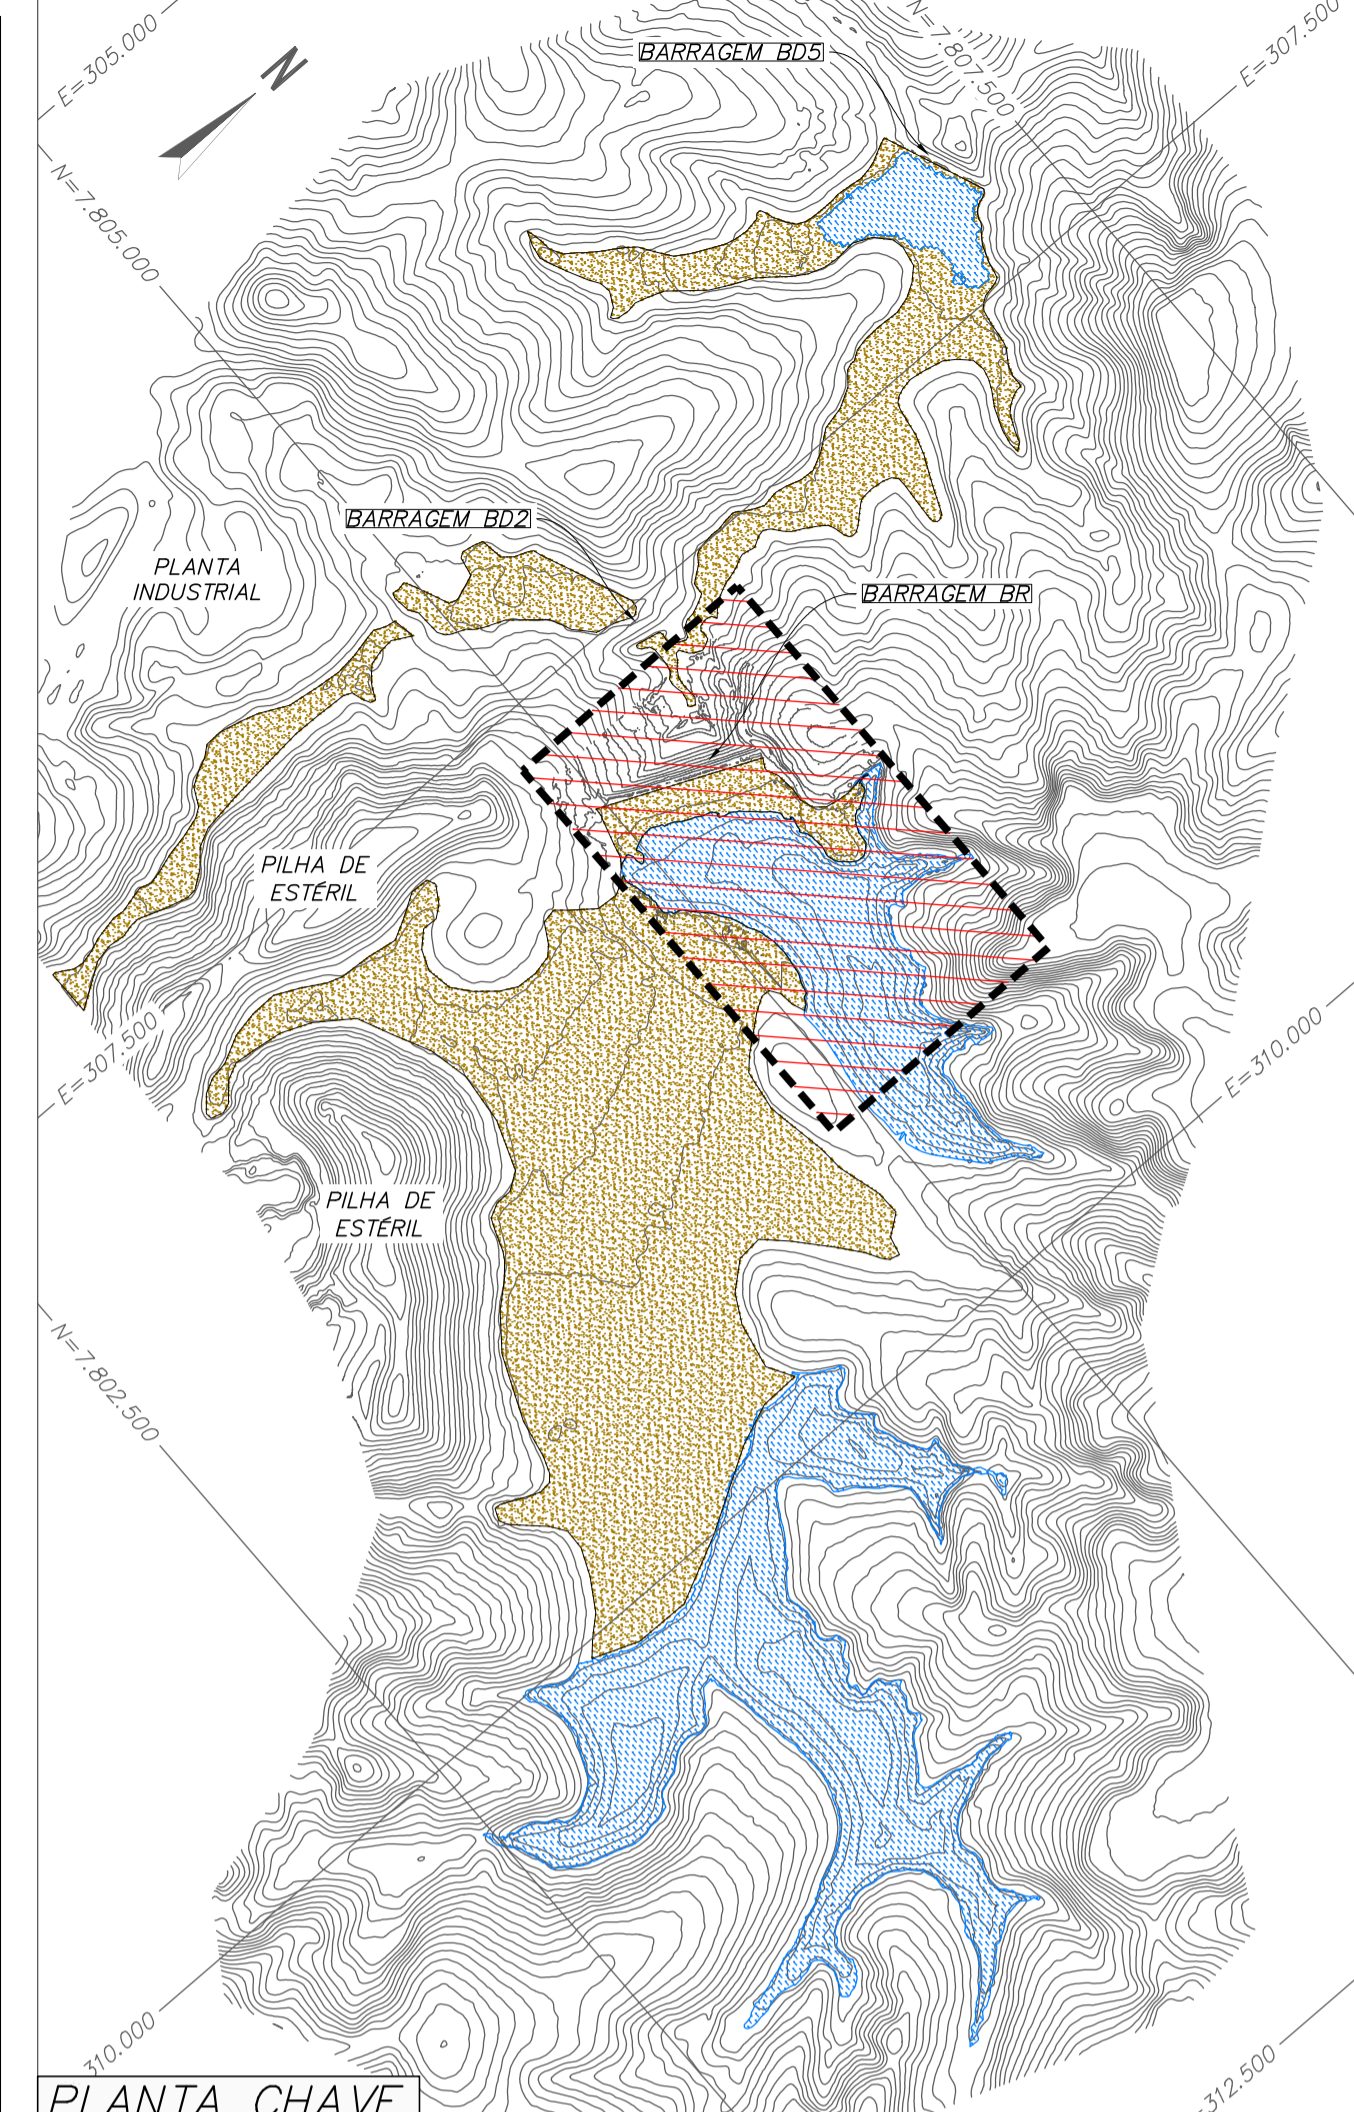 E=305.000
N
BARRAGEM BD5
N=7.807.500
E=307.500
N=7.805.000
BARRAGEM BD2
PLANTA
INDUSTRIAL
BARRAGEM BR
PILHA DE
ESTÉRIL
E=307.500
E=310.000
PILHA DE
ESTÉRIL
N=7.802.500
310.000
=312.500
PLANTA CHAVE